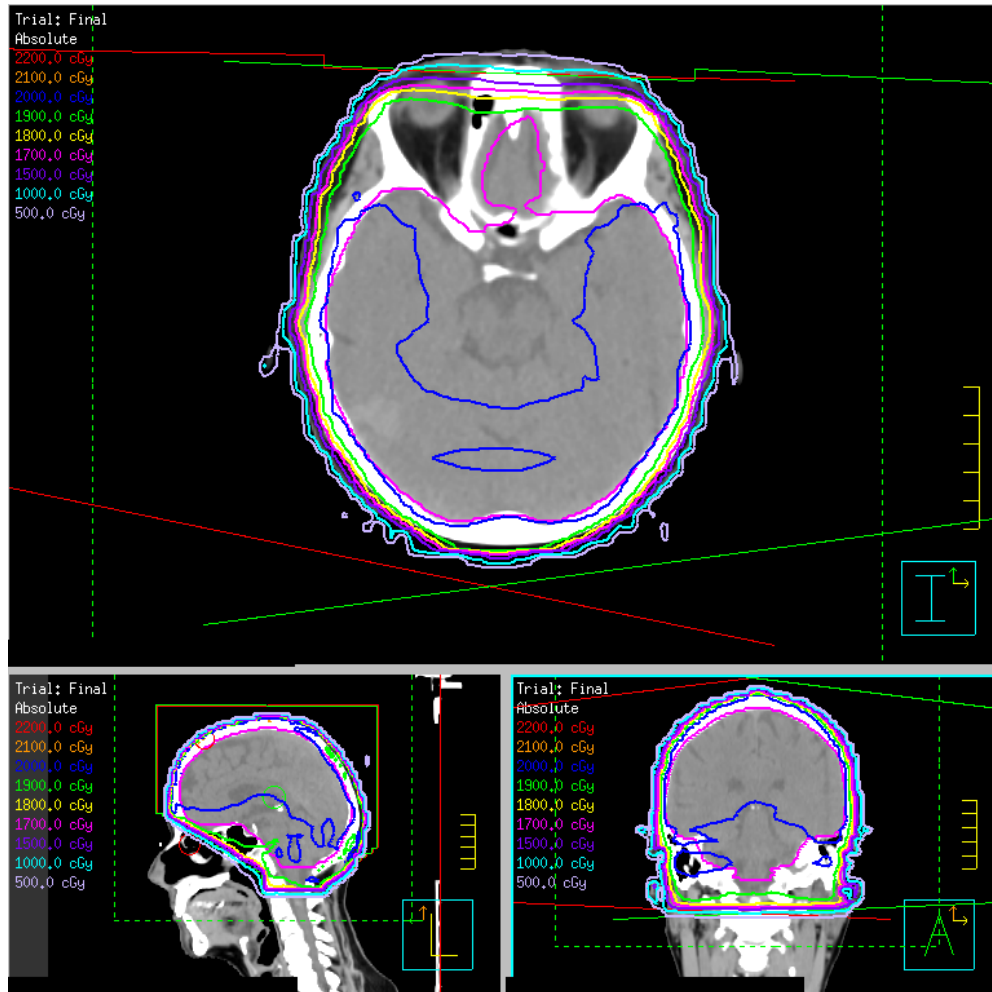 Trial: Final
Absolute
2200.0 cGy
2100.0 cGy
2000.0 cGy
1900.0 cGy
1800.0 cGy
1700.0 cGy
1500.0 cGy
1000.0 cGy
500.0 cGy
I
Trial: Final
Absolute
2200.0 cGy
2100.0 cGy
2000.0 cGy
1900.0 cGy
1800.0 cGy
1700.0 cGy
1500.0 cGy
1000.0 cGy
500.0 cGy
L
Trial: Final
Absolute
2200.0 cGy
2100.0 cGy
2000.0 cGy
1900.0 cGy
1800.0 cGy
1700.0 cGy
1500.0 cGy
1000.0 cGy
500.0 cGy
A